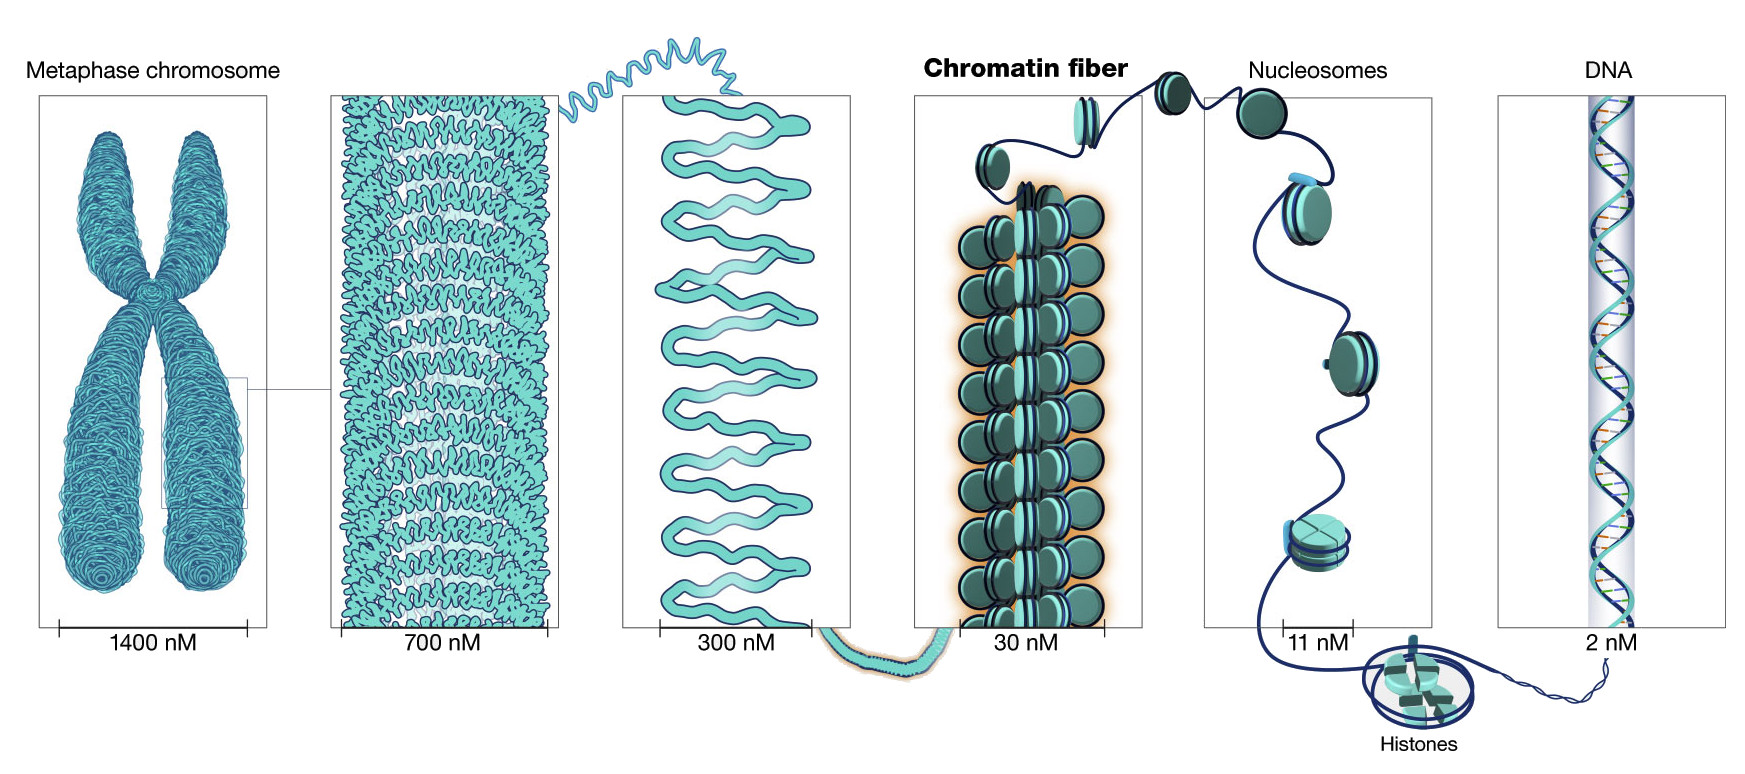 Metaphase chromosome
Chromatin fiber
Nucleosomes
DNA
1400 nM
700 nM
300 nM
30 nM
11 nM
2 nM
Histones